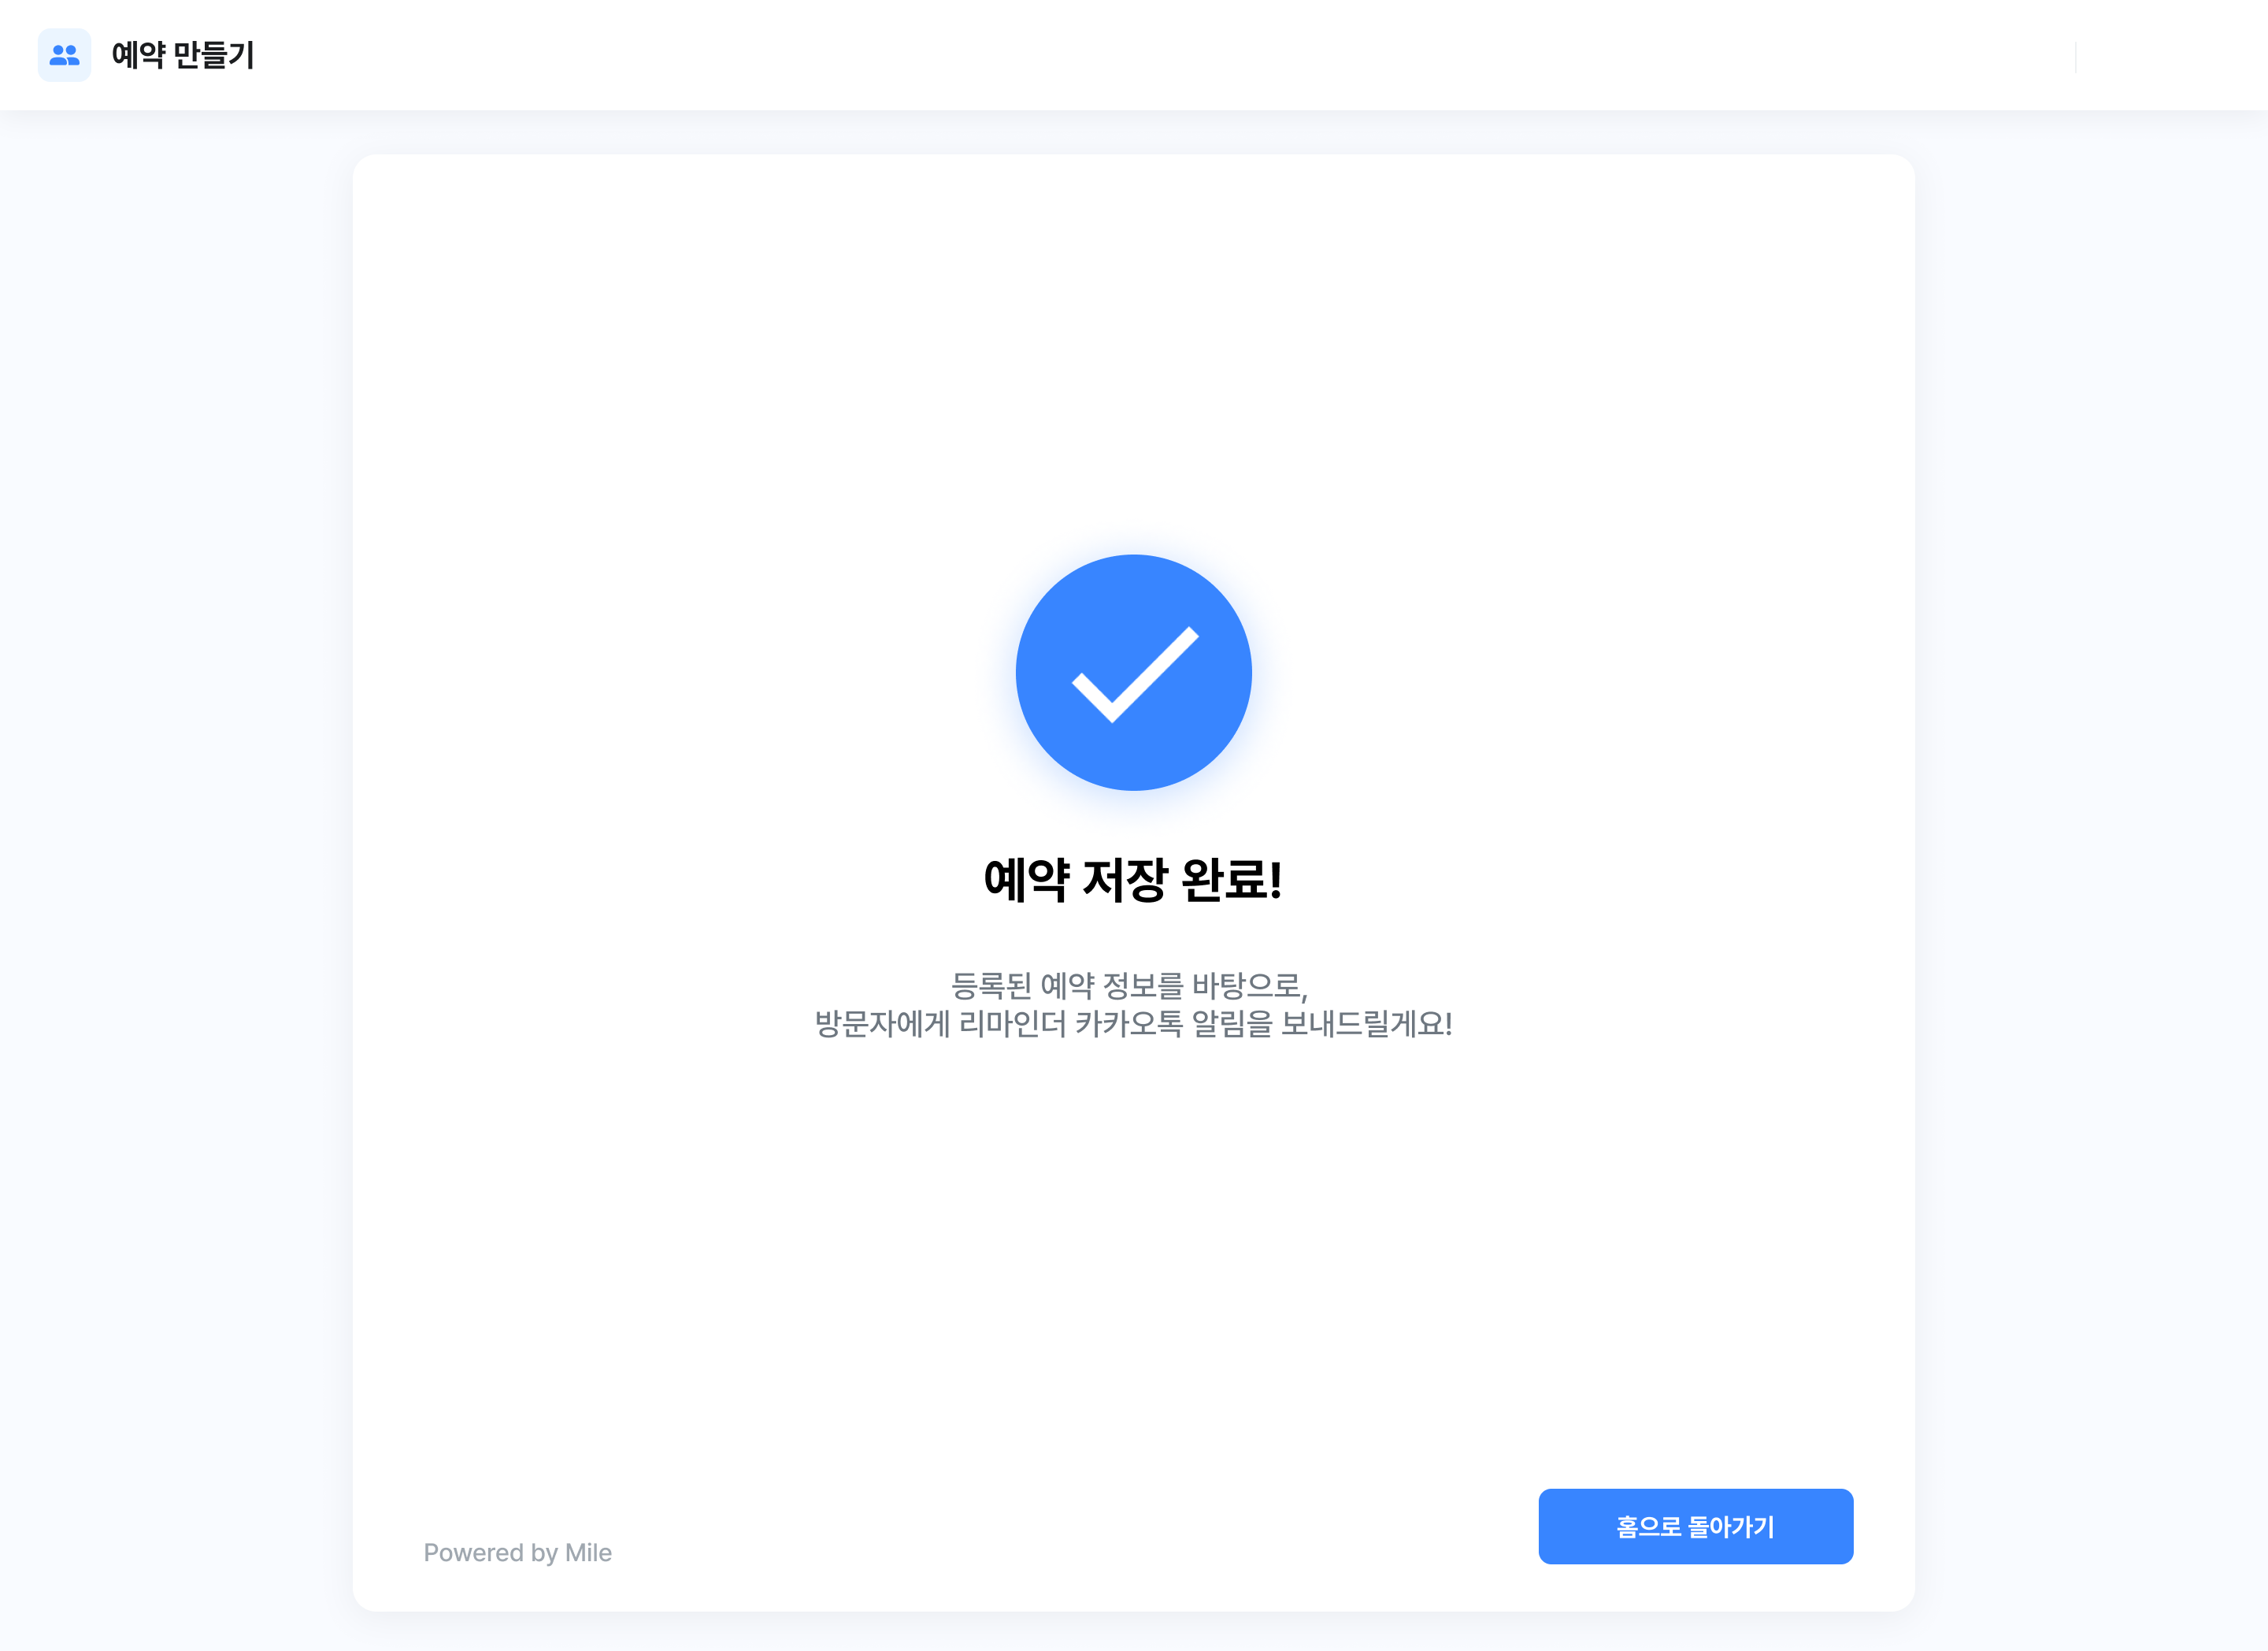 예약 만들기
예약 저장 완료!
등록된 예약 정보를 바탕으로,
방문자에게 리마인더 카카오톡 알림을 보내드릴게요!
홈으로 돌아가기
Powered by Mile